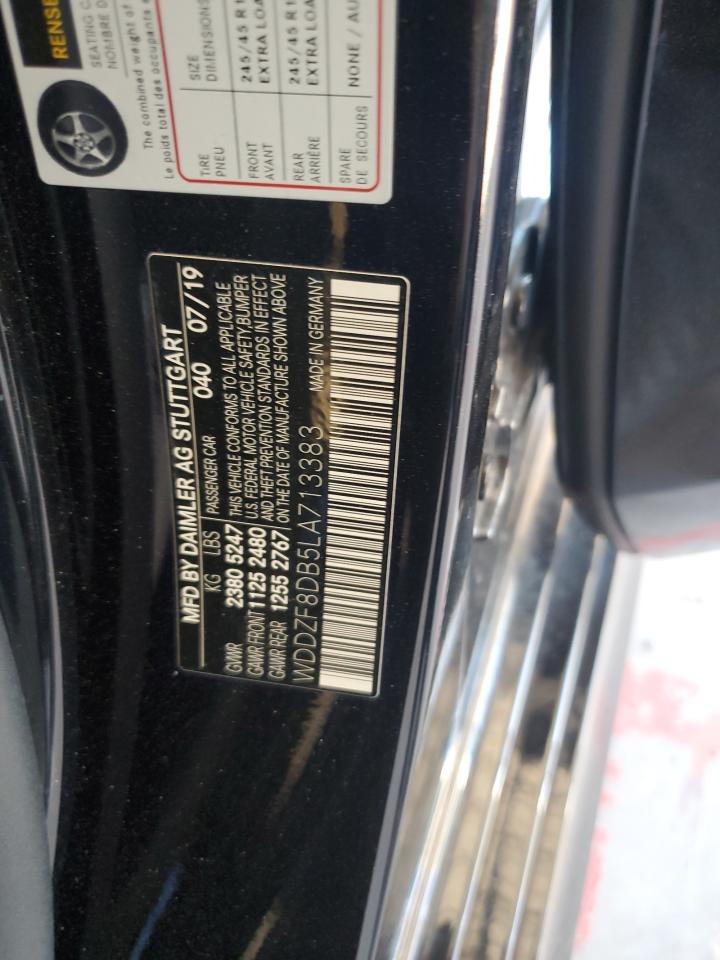 RENSE
SEATING C
NOMBRE D
The combined weight of
Le poids total des occupants e
TIRE SIZE
PNEU DIMENSIONS
FRONT 245/45 R1
AVANT EXTRA LOA
REAR 245/45 R1
ARRIÈRE EXTRA LOA
SPARE NONE / AU
DE SECOURS
MFD BY DAIMLER AG STUTTGART
040 07/19
KG LBS PASSENGER CAR
GVWR 2380 5247 THIS VEHICLE CONFORMS TO ALL APPLICABLE
GAWR FRONT 1125 2480 U.S. FEDERAL MOTOR VEHICLE SAFETY, BUMPER
GAWR REAR 1255 2767 AND THEFT PREVENTION STANDARDS IN EFFECT
ON THE DATE OF MANUFACTURE SHOWN ABOVE
WDDZF8DB5LA713383 MADE IN GERMANY